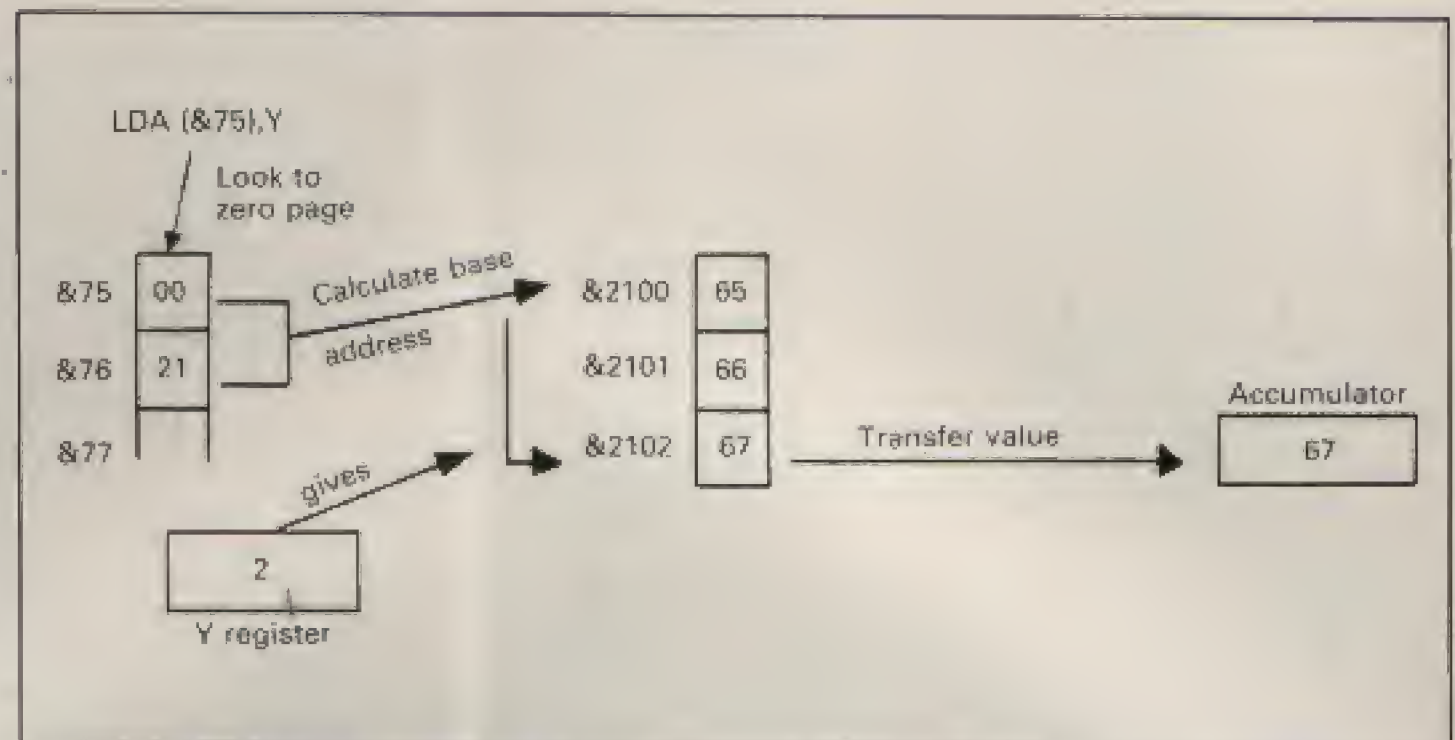 LDA (&75),Y
Look to
zero page
Calculate base
address
&75 00
&76 21
&77
&2100 65
&2101 66
&2102 67
Transfer value
Accumulator
67
gives
2
Y register